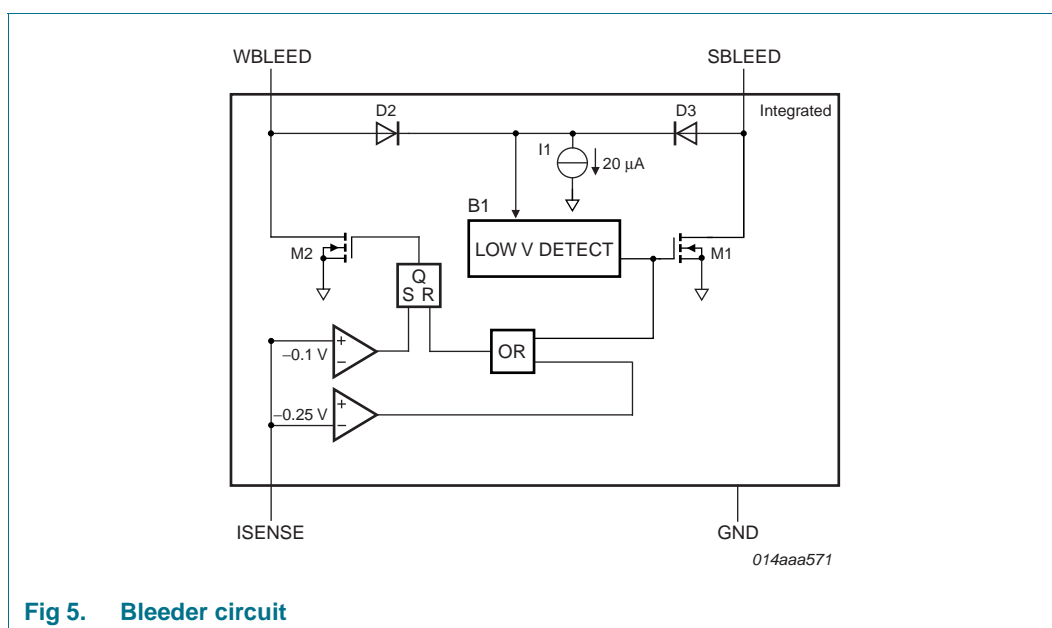 WBLEED
SBLEED
D2
D3
Integrated
I1
20 μA
B1
LOW V DETECT
M2
M1
Q
S R
OR
+
−0.1 V
−
+
−0.25 V
−
ISENSE
GND
014aaa571
Fig 5. Bleeder circuit